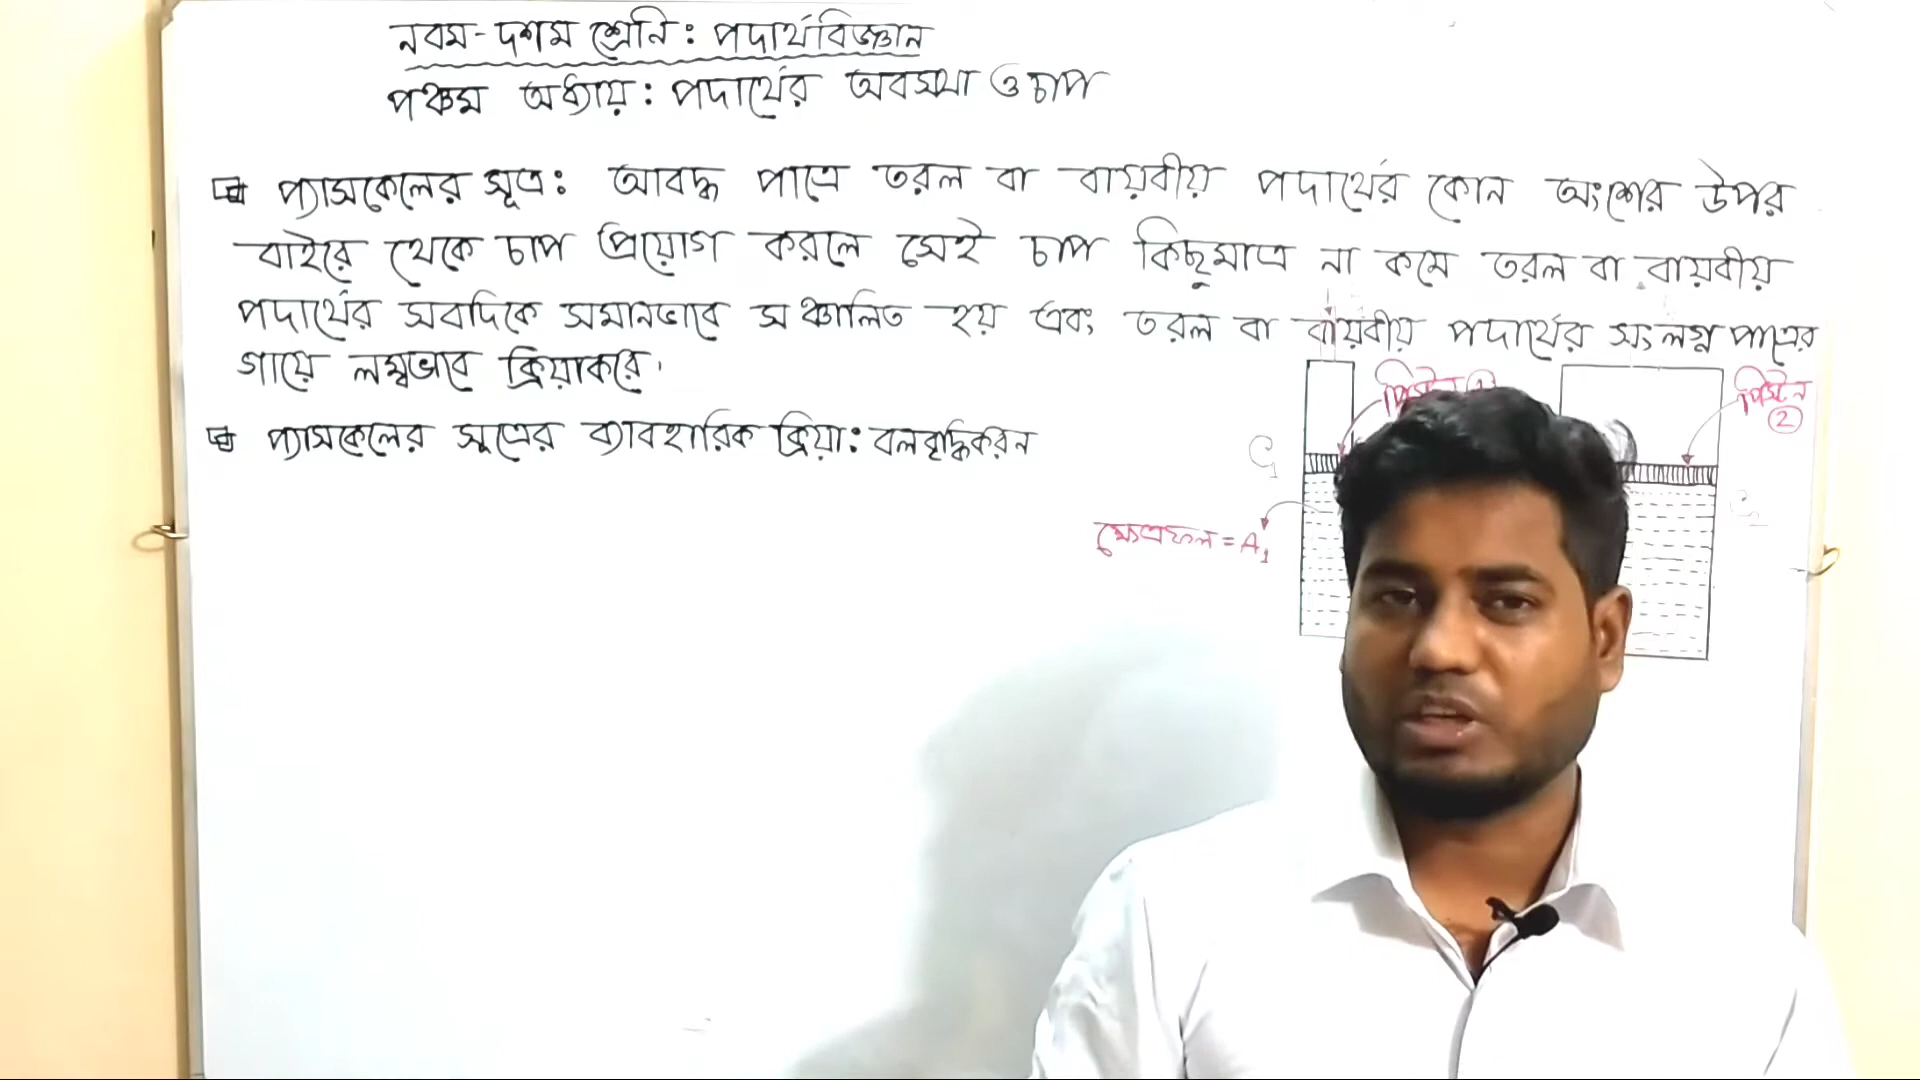 নবম-দশম শ্রেনি: পদার্থবিজ্ঞান
পঞ্চম অধ্যায়: পদার্থের অবস্থা ও চাপ
প্যাসকেলের সূত্র: আবদ্ধ পাত্রে তরল বা বায়বীয় পদার্থের কোন অংশের উপর
বাইরে থেকে চাপ প্রয়োগ করলে সেই চাপ কিছুমাত্র না কমে তরল বা বায়বীয়
পদার্থের সবদিকে সমানভাবে সঞ্চালিত হয় এবং তরল বা বায়বীয় পদার্থের সংলগ্ন পাত্রের
গায়ে লম্বভাবে ক্রিয়াকরে।
প্যাসকেলের সূত্রের ব্যবহারিক ক্রিয়া: বলবৃদ্ধিকরন
পিস্টন
2
C1
ক্ষেত্রফল = A1